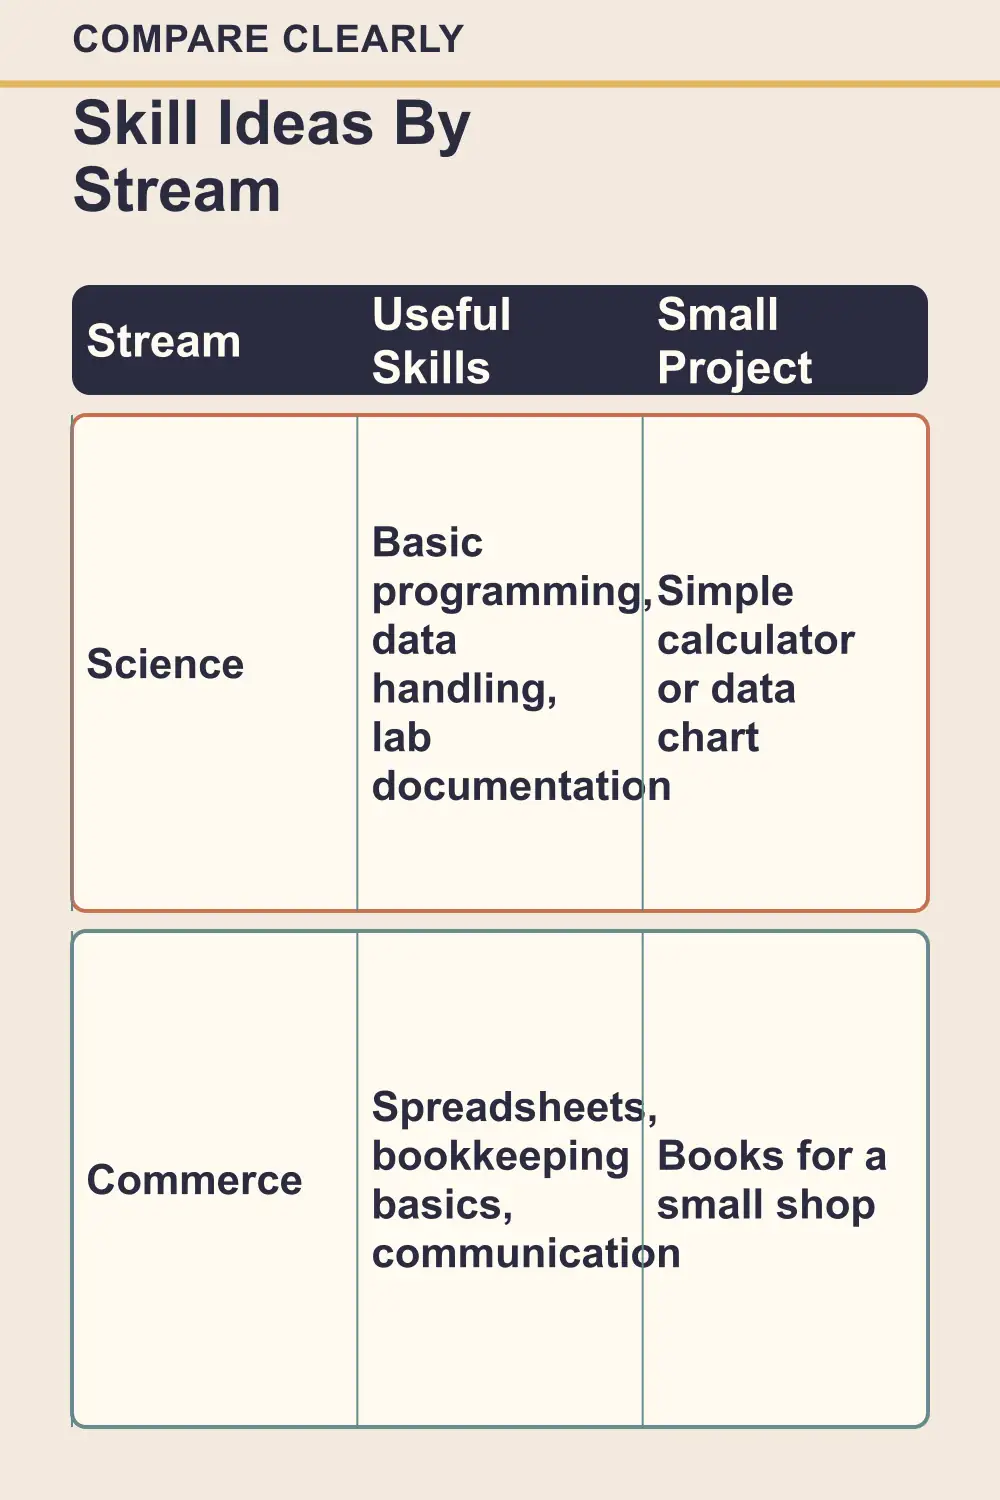 COMPARE CLEARLY
Skill Ideas By
Stream
Stream
Useful
Skills
Small
Project
Science
Basic
programming,
data
handling,
lab
documentation
Simple
calculator
or data
chart
Commerce
Spreadsheets,
bookkeeping
basics,
communication
Books for a
small shop